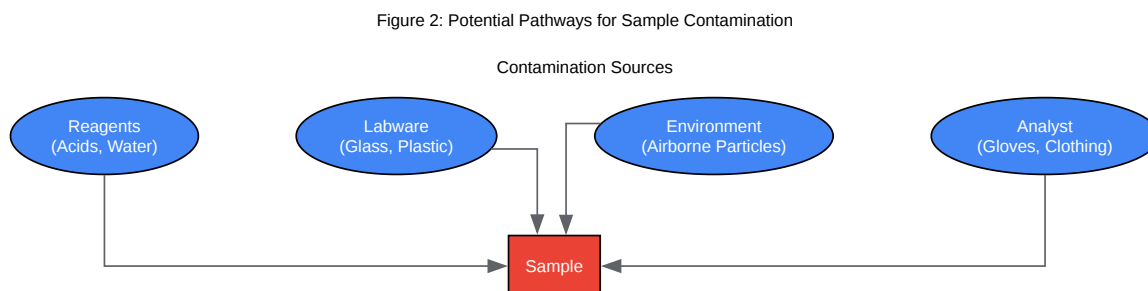 Figure 2: Potential Pathways for Sample Contamination
Contamination Sources
Reagents
(Acids, Water)
Labware
(Glass, Plastic)
Environment
(Airborne Particles)
Analyst
(Gloves, Clothing)
Sample